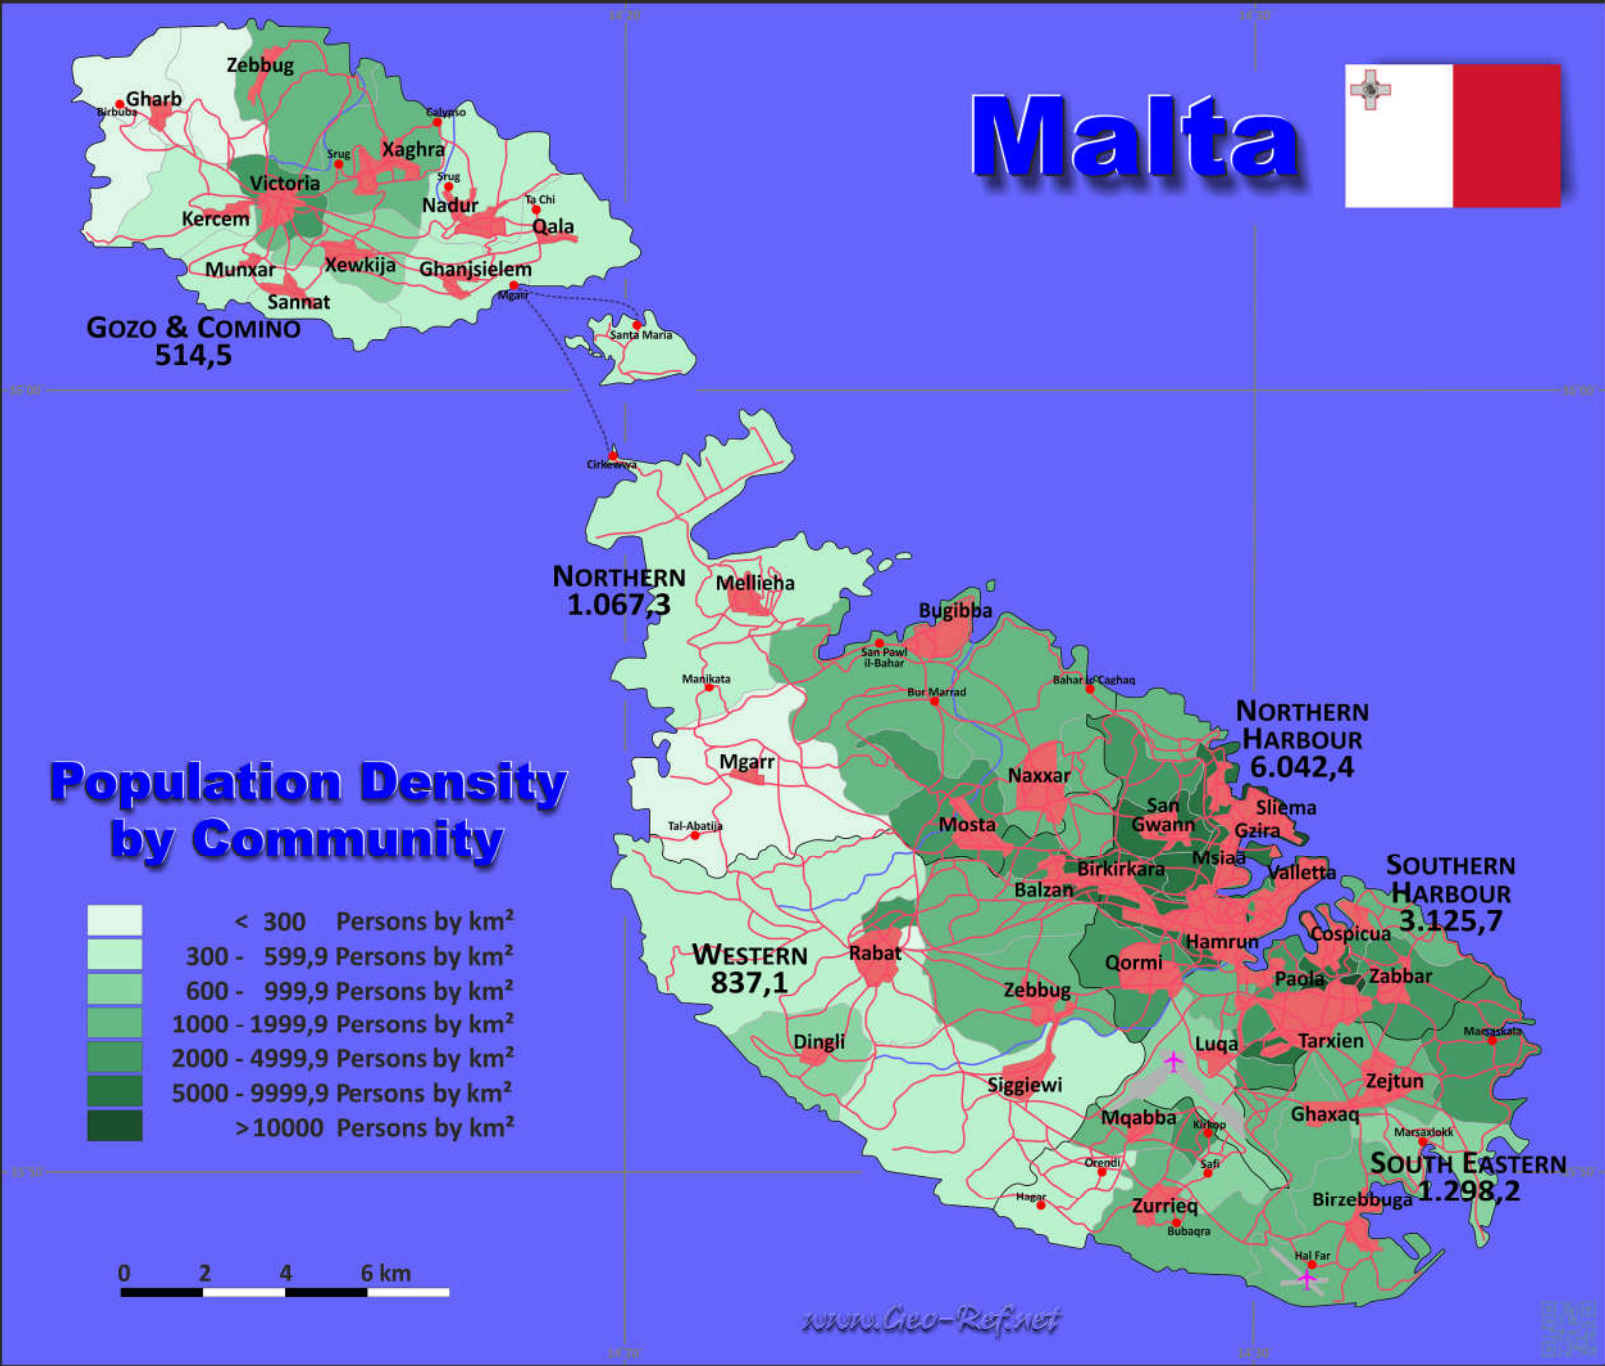 Malta
Zebbug
Gharb
Birbuba
Calypso
Srug
Xaghra
Victoria
Srug
Nadur
Ta Chi
Kercem
Qala
Munxar
Xewkija
Ghanjsielem
Sannat
Mgarr
GOZO & COMINO
514,5
Santa Maria
Cirkewwa
NORTHERN
1.067,3
Mellieha
Bugibba
San Pawl
il-Bahar
Manikata
Bur Marrad
Bahar ic Caghaq
NORTHERN
HARBOUR
6.042,4
Mgarr
Naxxar
San
Gwann
Sliema
Gzira
Tal-Abatija
Mosta
Msiaã
Birkirkara
Valletta
Balzan
SOUTHERN
HARBOUR
3.125,7
Population Density
by Community
< 300 Persons by km²
300 - 599,9 Persons by km²
600 - 999,9 Persons by km²
1000 - 1999,9 Persons by km²
2000 - 4999,9 Persons by km²
5000 - 9999,9 Persons by km²
>10000 Persons by km²
WESTERN
837,1
Rabat
Hamrun
Cospicua
Qormi
Paola
Zabbar
Zebbug
Dingli
Luqa
Tarxien
Marsaskala
Siggiewi
Zejtun
Mqabba
Kirkop
Ghaxaq
Marsaxlokk
Orendi
Safi
SOUTH EASTERN
1.298,2
Hagar
Zurrieq
Bubaqra
Birzebbuga
Hal Far
0 2 4 6 km
www.Geo-Ref.net